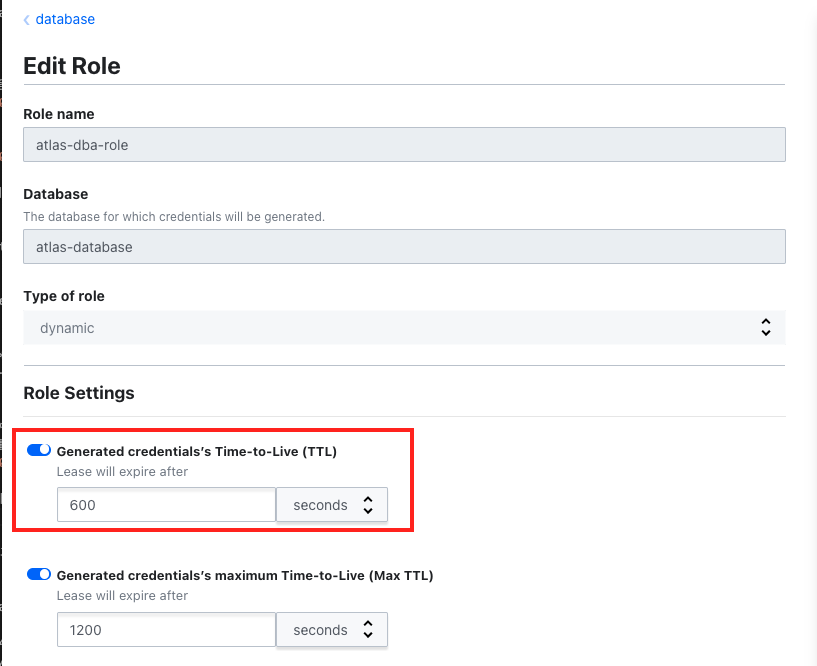 database
Edit Role
Role name
atlas-dba-role
Database
The database for which credentials will be generated.
atlas-database
Type of role
dynamic
Role Settings
Generated credentials's Time-to-Live (TTL)
Lease will expire after
600 seconds
Generated credentials's maximum Time-to-Live (Max TTL)
Lease will expire after
1200 seconds